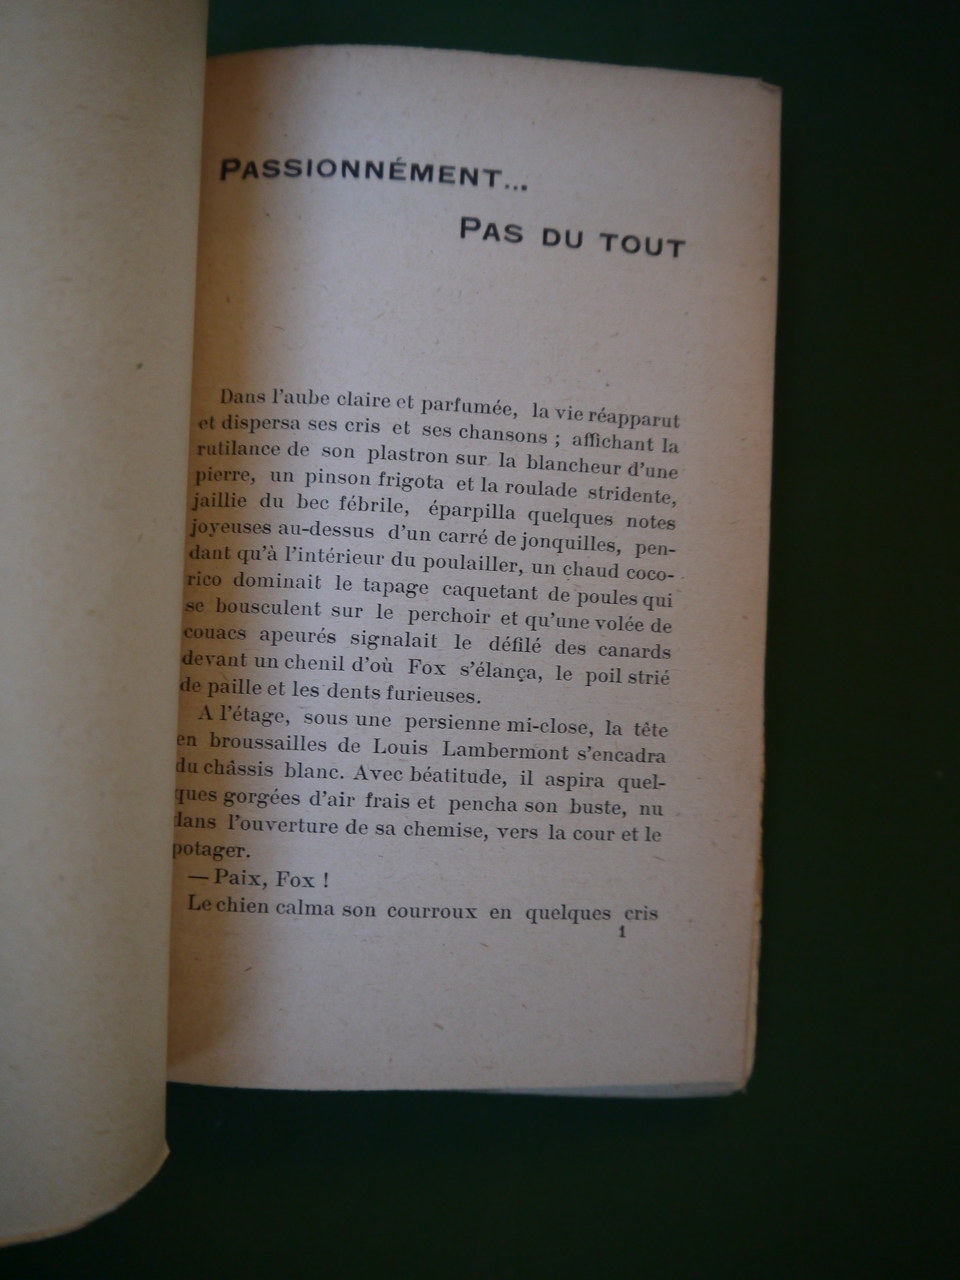 PASSIONNÉMENT...
PAS DU TOUT
Dans l'aube claire et parfumée, la vie réapparut
et dispersa ses cris et ses chansons ; affichant la
rutilance de son plastron sur la blancheur d'une
pierre, un pinson frigota et la roulade stridente,
jaillie du bec fébrile, éparpilla quelques notes
joyeuses au-dessus d'un carré de jonquilles, pen-
dant qu'à l'intérieur du poulailler, un chaud coco-
rico dominait le tapage caquetant de poules qui
se bousculent sur le perchoir et qu'une volée de
couacs apeurés signalait le défilé des canards
devant un chenil d'où Fox s'élança, le poil strié
de paille et les dents furieuses.
A l'étage, sous une persienne mi-close, la tête
en broussailles de Louis Lambermont s'encadra
du châssis blanc. Avec béatitude, il aspira quel-
ques gorgées d'air frais et pencha son buste, nu
dans l'ouverture de sa chemise, vers la cour et le
potager.
— Paix, Fox !
Le chien calma son courroux en quelques cris
1